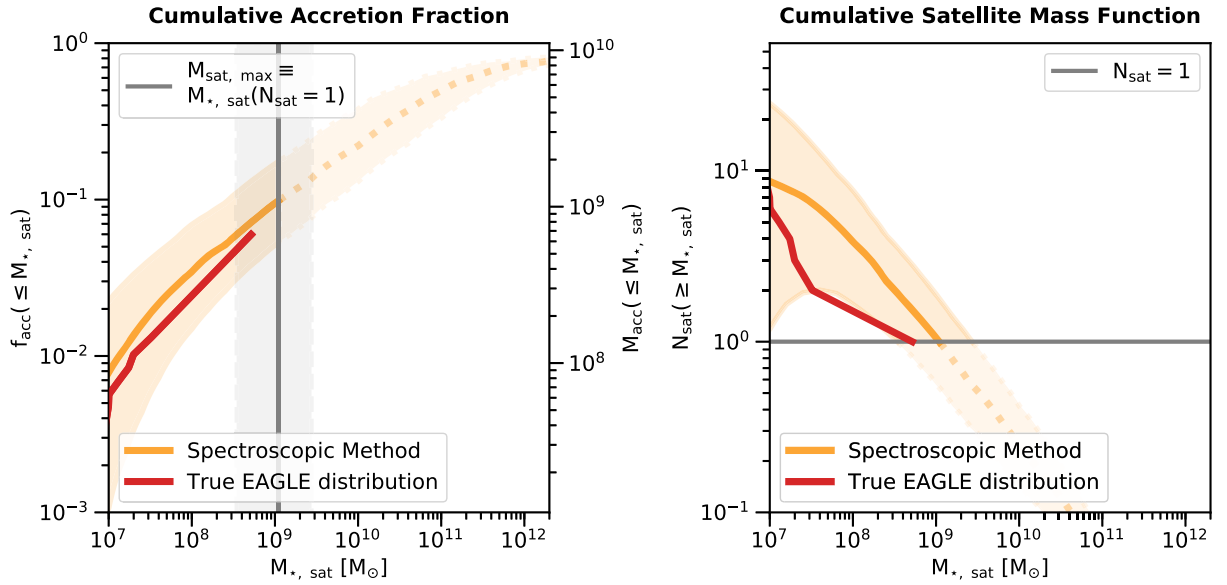 Cumulative Accretion Fraction
M_sat, max ≡
M_⋆, sat(N_sat = 1)
10^0
10^-1
10^-2
10^-3
f_acc(≤ M_⋆, sat)
10^10
10^9
10^8
M_acc(≤ M_⋆, sat)
Spectroscopic Method
True EAGLE distribution
10^7 10^8 10^9 10^10 10^11 10^12
M_⋆, sat [M_⊙]
Cumulative Satellite Mass Function
N_sat = 1
10^1
10^0
10^-1
N_sat(≥ M_⋆, sat)
Spectroscopic Method
True EAGLE distribution
10^7 10^8 10^9 10^10 10^11 10^12
M_⋆, sat [M_⊙]